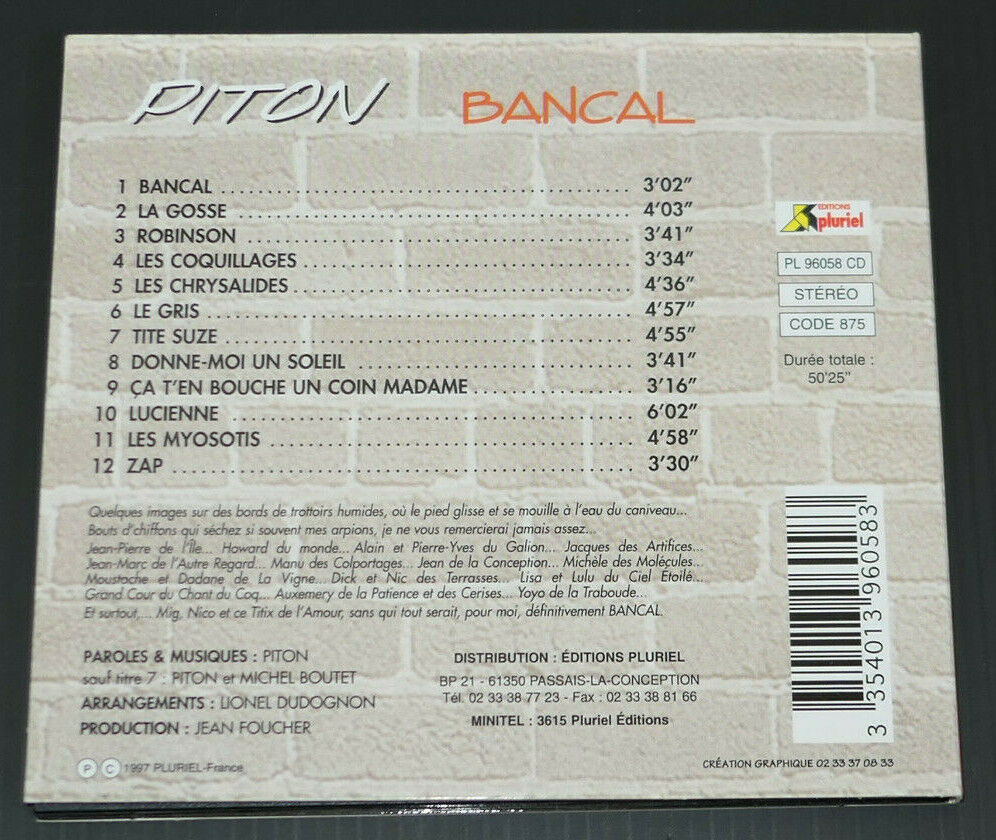 PITON BANCAL
1 BANCAL 3'02"
2 LA GOSSE 4'03"
3 ROBINSON 3'41"
4 LES COQUILLAGES 3'34"
5 LES CHRYSALIDES 4'36"
6 LE GRIS 4'57"
7 TITE SUZE 4'55"
8 DONNE-MOI UN SOLEIL 3'41"
9 ÇA T'EN BOUCHE UN COIN MADAME 3'16"
10 LUCIENNE 6'02"
11 LES MYOSOTIS 4'58"
12 ZAP 3'30"
EDITIONS
pluriel
PL 96058 CD
STÉRÉO
CODE 875
Durée totale :
50'25"
Quelques images sur des bords de trottoirs humides, où le pied glisse et se mouille à l'eau du caniveau...
Bouts d'chiffons qui séchez si souvent mes arpions, je ne vous remercierai jamais assez...
Jean-Pierre de l'Île... Howard du monde... Alain et Pierre-Yves du Galion... Jacques des Artifices...
Jean-Marc de l'Autre Regard... Manu des Colportages... Jean de la Conception... Michèle des Molécules...
Moustache et Dadane de La Vigne... Dick et Nic des Terrasses... Lisa et Lulu du Ciel Etoilé...
Grand Cour du Chant du Coq... Auxemery de la Patience et des Cerises... Yoyo de la Traboude...
Et surtout,... Mig, Nico et ce Titix de l'Amour, sans qui tout serait, pour moi, définitivement BANCAL.
PAROLES & MUSIQUES : PITON
sauf titre 7 : PITON et MICHEL BOUTET
ARRANGEMENTS : LIONEL DUDOGNON
PRODUCTION : JEAN FOUCHER
DISTRIBUTION : ÉDITIONS PLURIEL
BP 21 - 61350 PASSAIS-LA-CONCEPTION
Tél. 02 33 38 77 23 - Fax : 02 33 38 81 66
MINITEL : 3615 Pluriel Éditions
3 354013 960583
P C 1997 PLURIEL-France
CRÉATION GRAPHIQUE 02 33 37 08 33